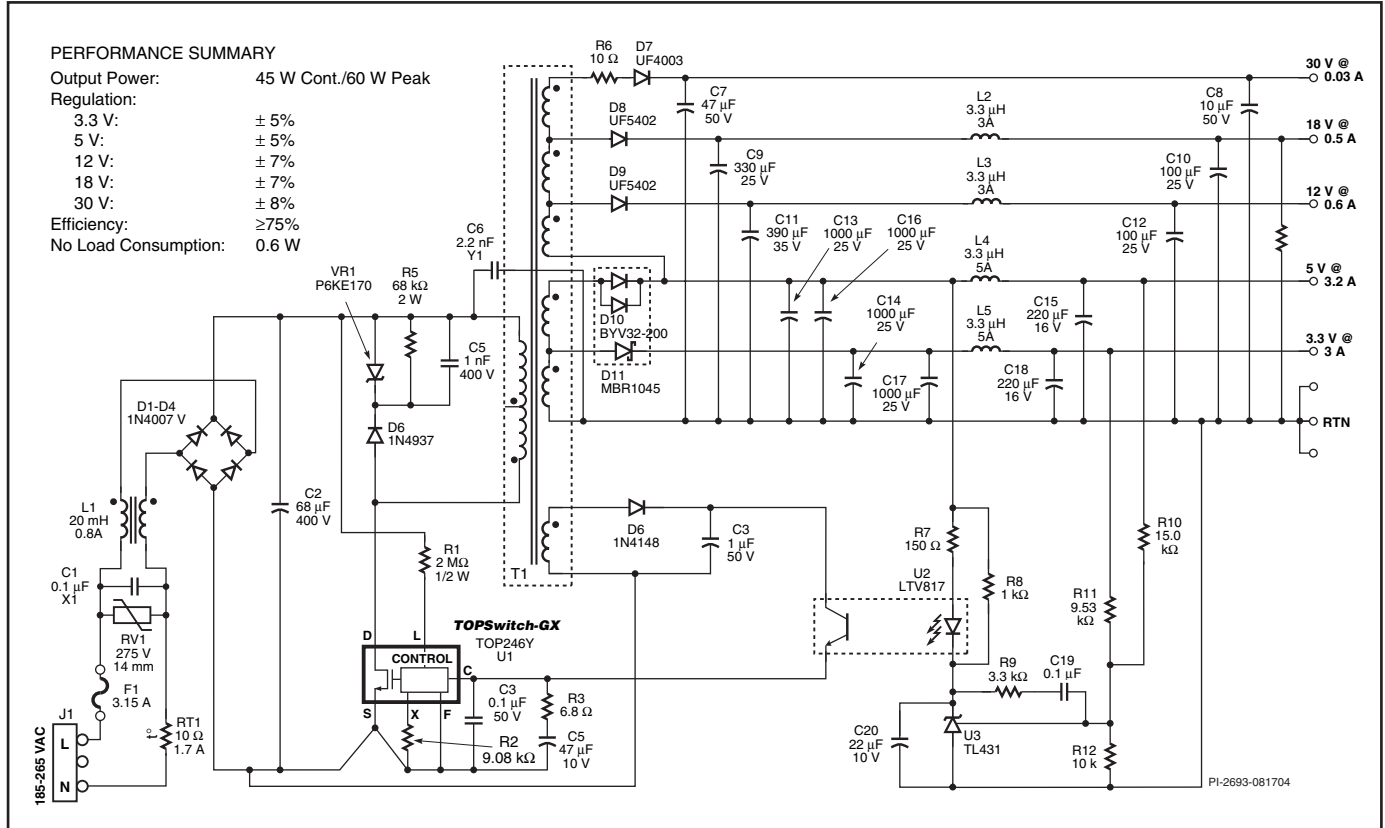 PERFORMANCE SUMMARY
Output Power: 45 W Cont./60 W Peak
Regulation:
3.3 V: ± 5%
5 V: ± 5%
12 V: ± 7%
18 V: ± 7%
30 V: ± 8%
Efficiency: ≥75%
No Load Consumption: 0.6 W
R6
10 Ω
D7
UF4003
30 V @
0.03 A
C7
47 µF
50 V
L2
3.3 µH
3A
C8
10 µF
50 V
D8
UF5402
18 V @
0.5 A
C9
330 µF
25 V
L3
3.3 µH
3A
C10
100 µF
25 V
D9
UF5402
12 V @
0.6 A
C6
2.2 nF
Y1
C11
390 µF
35 V
C13
1000 µF
25 V
C16
1000 µF
25 V
L4
3.3 µH
5A
C12
100 µF
25 V
VR1
P6KE170
R5
68 kΩ
2 W
5 V @
3.2 A
D10
BYV32-200
C14
1000 µF
25 V
L5
3.3 µH
5A
C15
220 µF
16 V
C5
1 nF
400 V
3.3 V @
3 A
D11
MBR1045
C17
1000 µF
25 V
C18
220 µF
16 V
D1-D4
1N4007 V
D6
1N4937
RTN
L1
20 mH
0.8A
C2
68 µF
400 V
D6
1N4148
C3
1 µF
50 V
R7
150 Ω
R10
15.0
kΩ
R1
2 MΩ
1/2 W
T1
U2
LTV817
R8
1 kΩ
C1
0.1 µF
X1
R11
9.53
kΩ
RV1
275 V
14 mm
D
L
TOPSwitch-GX
TOP246Y
U1
CONTROL
C
S
X
F
C3
0.1 µF
50 V
R3
6.8 Ω
R9
3.3 kΩ
C19
0.1 µF
F1
3.15 A
J1
L
N
185-265 VAC
RT1
10 Ω
1.7 A
t°
R2
9.08 kΩ
C5
47 µF
10 V
C20
22 µF
10 V
U3
TL431
R12
10 k
PI-2693-081704